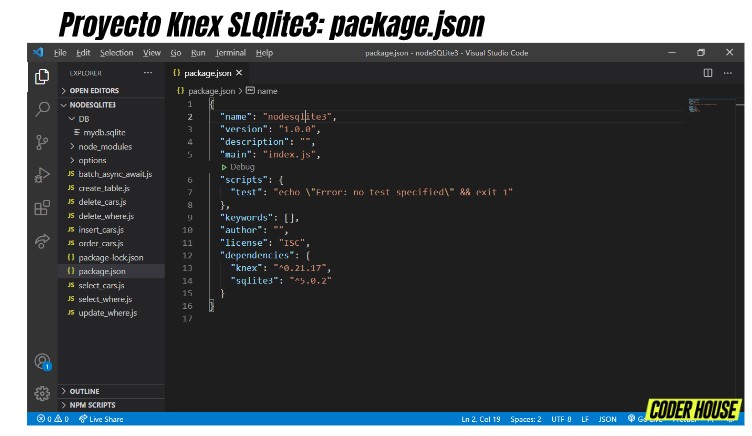 Proyecto Knex SLQlite3: package.json
File Edit Selection View Go Run Terminal Help
package.json - nodeSQLite3 - Visual Studio Code
EXPLORER ...
OPEN EDITORS
NODESQLITE3
DB
mydb.sqlite
node_modules
options
JS batch_async_await.js
JS create_table.js
JS delete_cars.js
JS delete_where.js
JS insert_cars.js
JS order_cars.js
{} package-lock.json
{} package.json
JS select_cars.js
JS select_where.js
JS update_where.js
OUTLINE
NPM SCRIPTS
{} package.json ×
{} package.json > abc name
1 {
2 "name": "nodesqlite3",
3 "version": "1.0.0",
4 "description": "",
5 "main": "index.js",
Debug
6 "scripts": {
7 "test": "echo \"Error: no test specified\" && exit 1"
8 },
9 "keywords": [],
10 "author": "",
11 "license": "ISC",
12 "dependencies": {
13 "knex": "^0.21.17",
14 "sqlite3": "^5.0.2"
15 }
16 }
17
1
0 0 Live Share
Ln 2, Col 19 Spaces: 2 UTF-8 LF JSON
CODER HOUSE